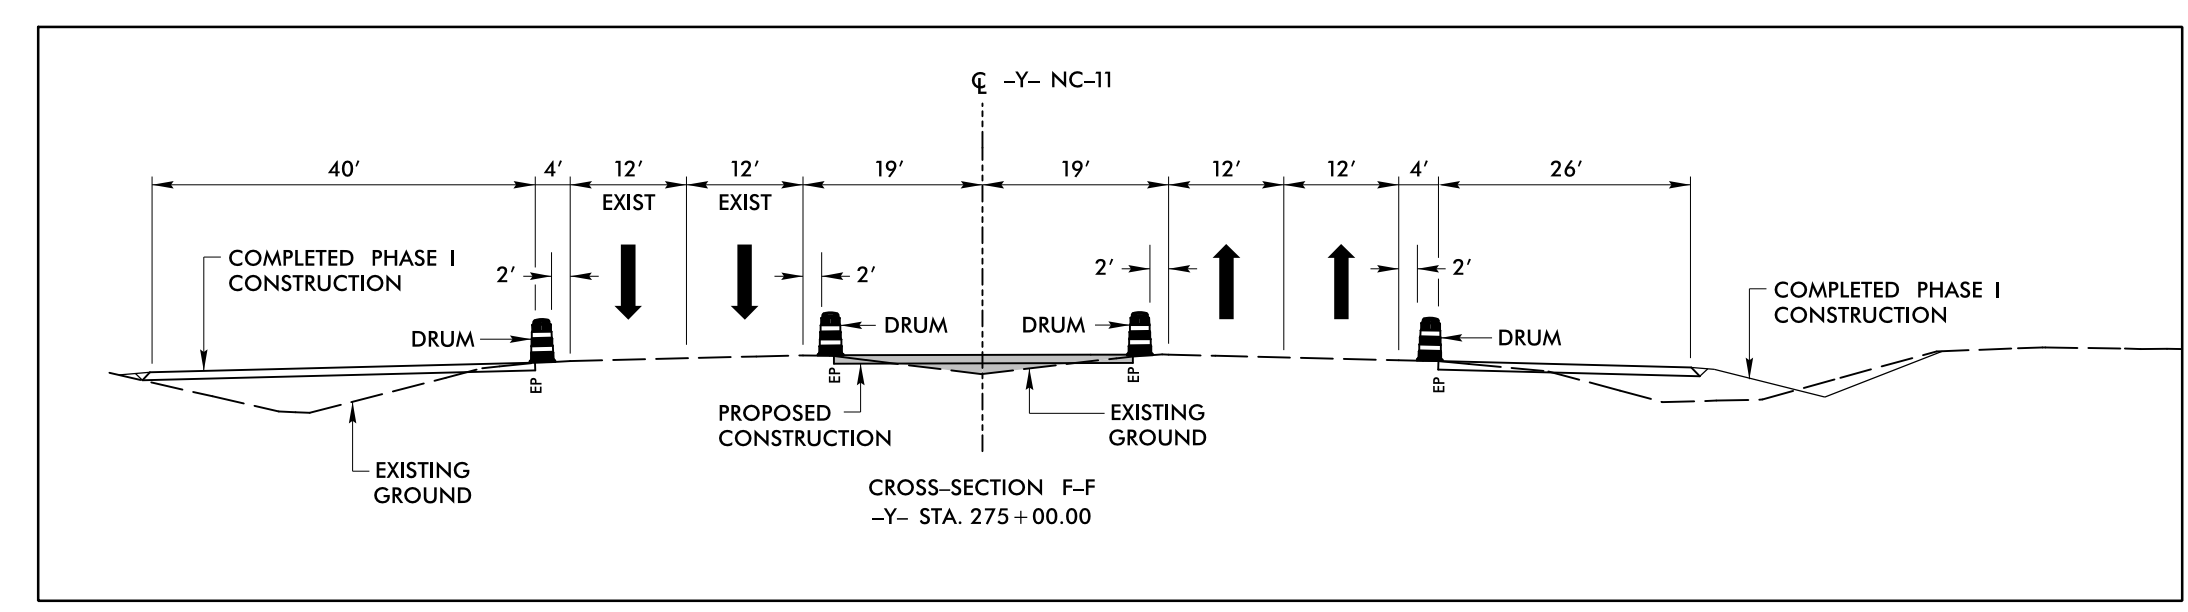 ℄ –Y– NC–11
40' 4' 12' 12' 19' 19' 12' 12' 4' 26'
EXIST EXIST
COMPLETED PHASE I
CONSTRUCTION
2' 2' 2' 2'
COMPLETED PHASE I
CONSTRUCTION
DRUM DRUM DRUM DRUM
EP EP EP EP
PROPOSED
CONSTRUCTION
EXISTING
GROUND
EXISTING
GROUND
CROSS–SECTION F–F
–Y– STA. 275+00.00